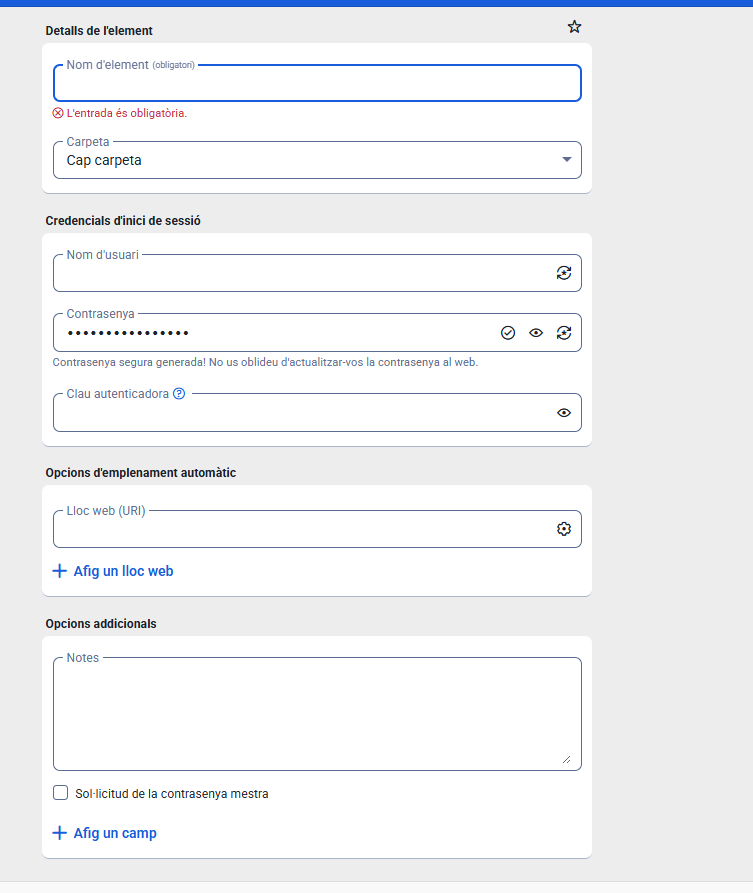 Detalls de l'element
Nom d'element (obligatori)
L'entrada és obligatòria.
Carpeta
Cap carpeta
Credencials d'inici de sessió
Nom d'usuari
Contrasenya
••••••••••••••••
Contrasenya segura generada! No us oblideu d'actualitzar-vos la contrasenya al web.
Clau autenticadora
Opcions d'emplenament automàtic
Lloc web (URI)
Afig un lloc web
Opcions addicionals
Notes
Sol·licitud de la contrasenya mestra
Afig un camp